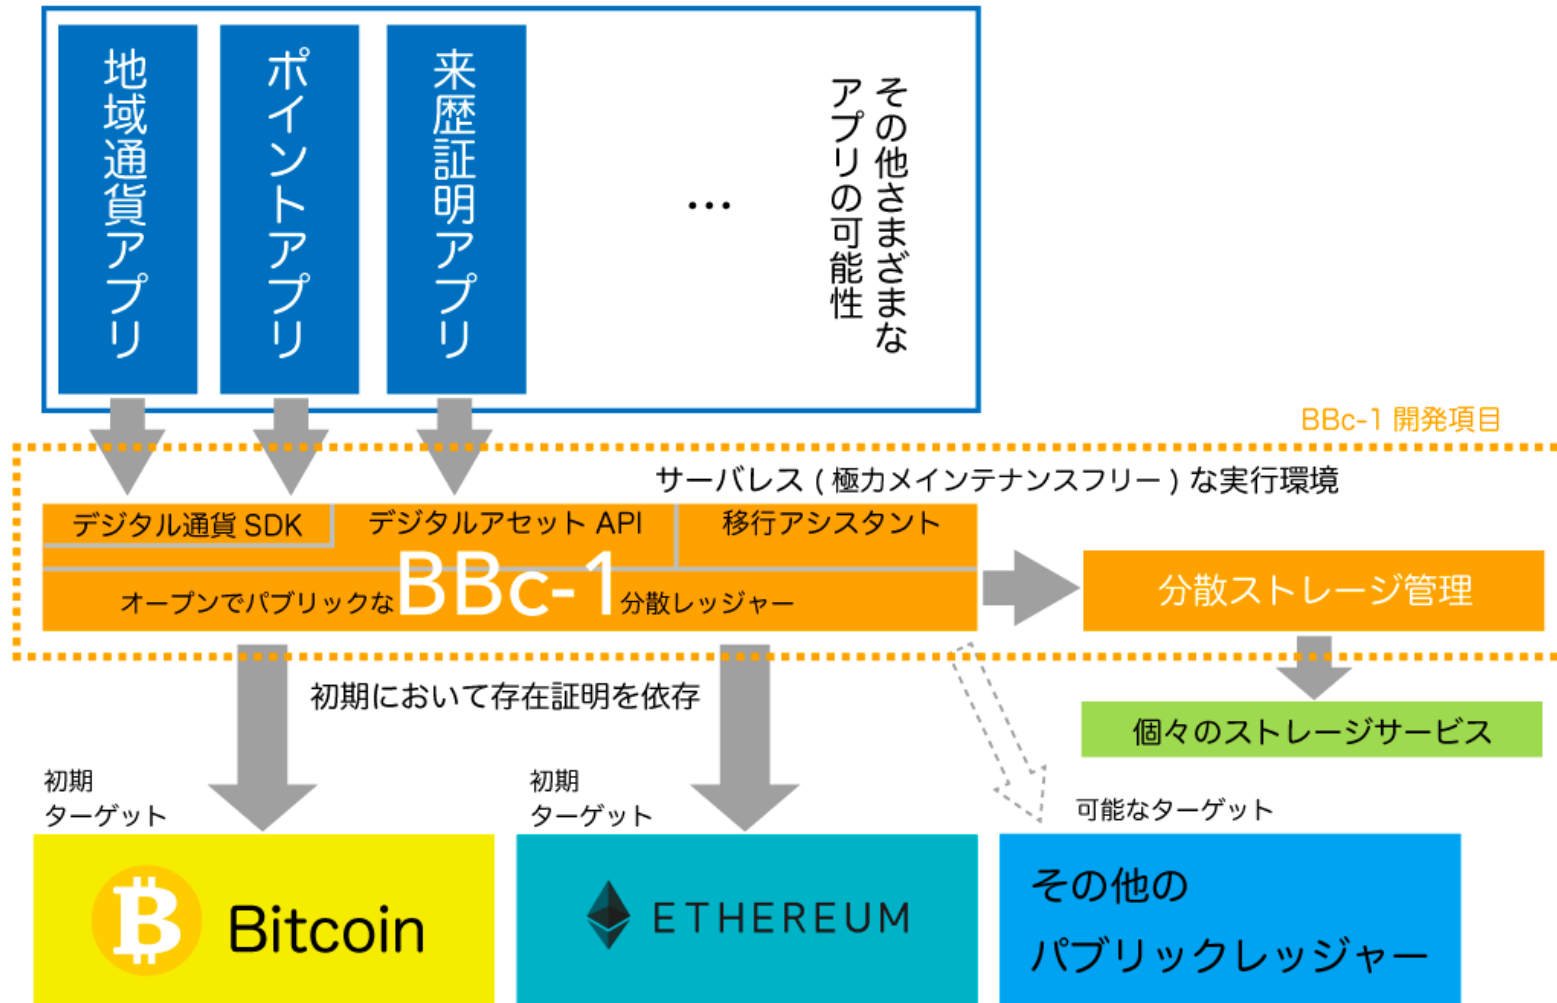 地域通貨アプリ
ポイントアプリ
来歴証明アプリ
…
その他さまざまな
アプリの可能性
BBc-1 開発項目
サーバレス ( 極力メインテナンスフリー ) な実行環境
デジタル通貨 SDK
デジタルアセット API
移行アシスタント
オープンでパブリックな BBc-1 分散レッジャー
分散ストレージ管理
初期において存在証明を依存
個々のストレージサービス
初期
ターゲット
初期
ターゲット
可能なターゲット
Bitcoin
ETHEREUM
その他の
パブリックレッジャー